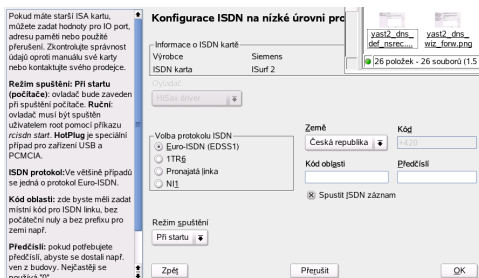 Pokud máte starší ISA kartu,
můžete zadat hodnoty pro IO port,
adresu paměti nebo použité
přerušení. Zkontrolujte správnost
údajů oproti manuálu své karty
nebo kontaktujte svého prodejce.
Režim spuštění: Při startu
(počítače): ovladač bude zaveden
při spuštění počítače. Ruční:
ovladač musí být spuštěn
uživatelem root pomocí příkazu
rcisdn start. HotPlug je speciální
případ pro zařízení USB a
PCMCIA.
ISDN protokol:Ve většině případů
se jedná o protokol Euro-ISDN.
Kód oblasti: zde byste měli zadat
místní kód pro ISDN linku, bez
počáteční nuly a bez prefixu pro
zemi např.
Předčíslí: pokud potřebujete
předčíslí, abyste se dostali např.
ven z budovy. Nejčastěji se
používá "0"
Konfigurace ISDN na nízké úrovni pro
Informace o ISDN kartě
Výrobce Siemens
ISDN karta ISurf 2
Ovladač
HiSax driver
Volba protokolu ISDN
Euro-ISDN (EDSS1)
1TR6
Pronajatá linka
NI1
Země
Česká republika
Kód
+420
Kód oblasti
Předčíslí
Spustit ISDN záznam
Režim spuštění
Při startu
Zpět
Přerušit
OK
yast2_dns_
def_nsrec....
yast2_dns_
wiz_forw.png
26 položek - 26 souborů (1.5